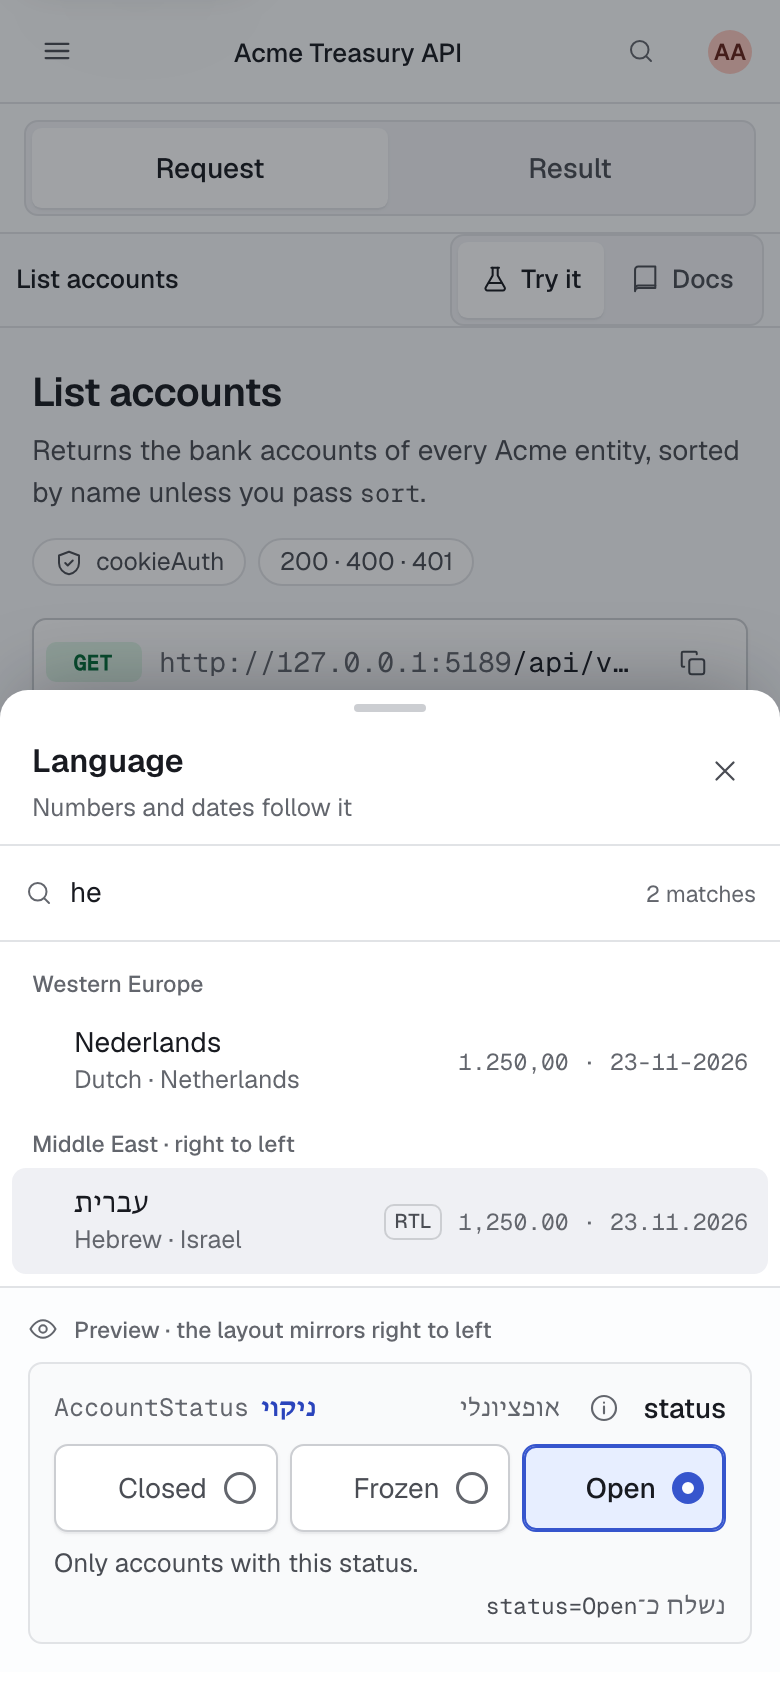 Acme Treasury API
AA
Request
Result
List accounts
Try it
Docs
List accounts
Returns the bank accounts of every Acme entity, sorted
by name unless you pass sort.
cookieAuth
200 · 400 · 401
GET http://127.0.0.1:5189/api/v…
Language
Numbers and dates follow it
he
2 matches
Western Europe
Nederlands
Dutch · Netherlands
1.250,00 · 23-11-2026
Middle East · right to left
עברית
Hebrew · Israel
RTL
1,250.00 · 23.11.2026
Preview · the layout mirrors right to left
status
אופציונלי
ניקוי
AccountStatus
Open
Frozen
Closed
Only accounts with this status.
נשלח כ־status=Open